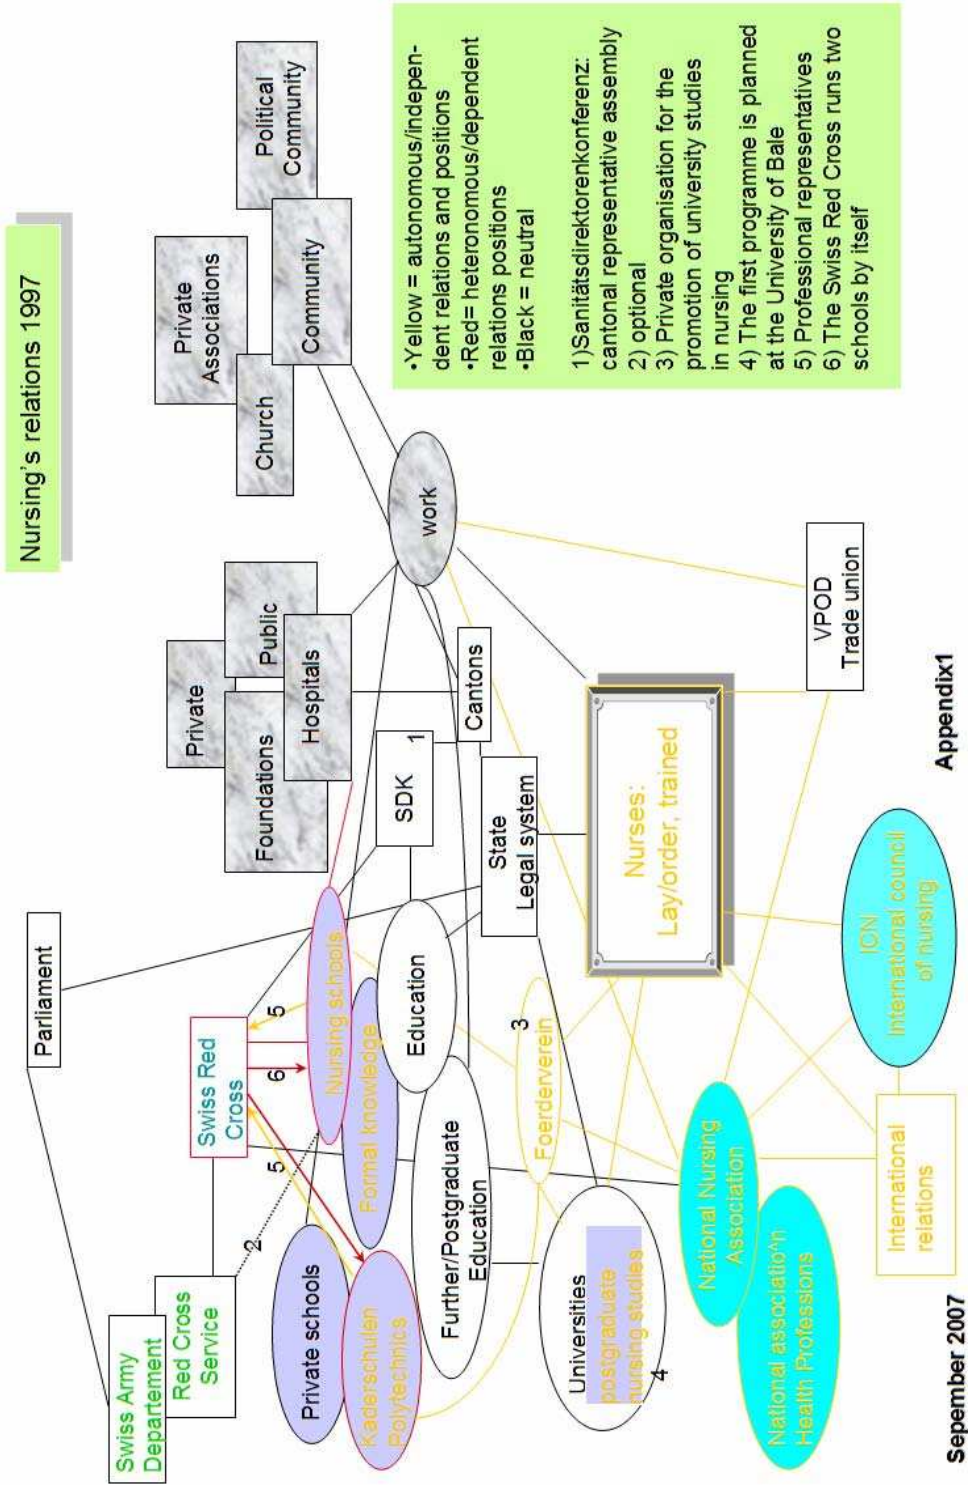 Nursing's relations 1997
Parliament
Swiss Army
Departement
Red Cross
Service
Swiss Red
Cross
Private
Public
Foundations
Hospitals
Private
Associations
Church
Political
Community
Community
2
5
6
5
Private schools
Kaderschulen
Polytechnics
Formal knowledge
Nursing schools
Education
Further/Postgraduate
Education
SDK
1
Cantons
State
Legal system
work
Universities
postgraduate
nursing studies
4
Foerderverein
3
Nurses:
Lay/order, trained
National Nursing
Association
National associatio^n
Health Professions
International
relations
ICN
International council
of nursing
VPOD
Trade union
•Yellow = autonomous/indepen-
dent relations and positions
•Red= heteronomous/dependent
relations positions
•Black = neutral
1)Sanitätsdirektorenkonferenz:
cantonal representative assembly
2) optional
3) Private organisation for the
promotion of university studies
in nursing
4) The first programme is planned
at the University of Bale
5) Professional representatives
6) The Swiss Red Cross runs two
schools by itself
Sepember 2007
Appendix1